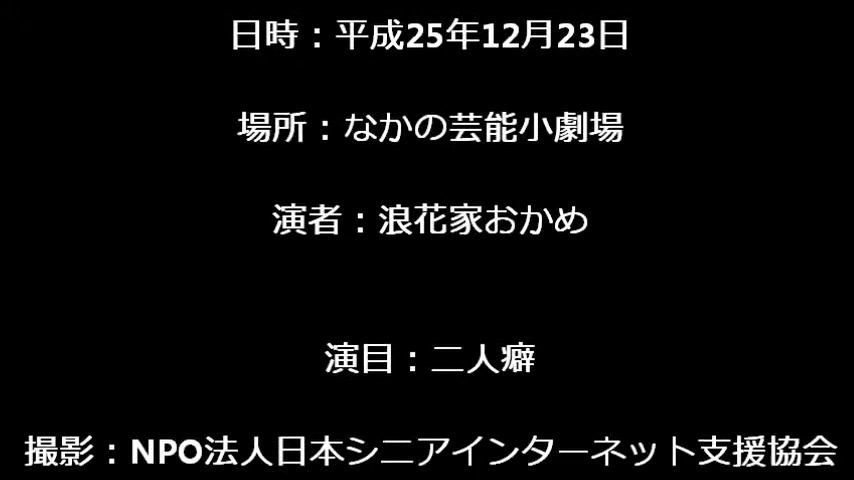 日時：平成25年12月23日
場所：なかの芸能小劇場
演者：浪花家おかめ
演目：二人癖
撮影：NPO法人日本シニアインターネット支援協会